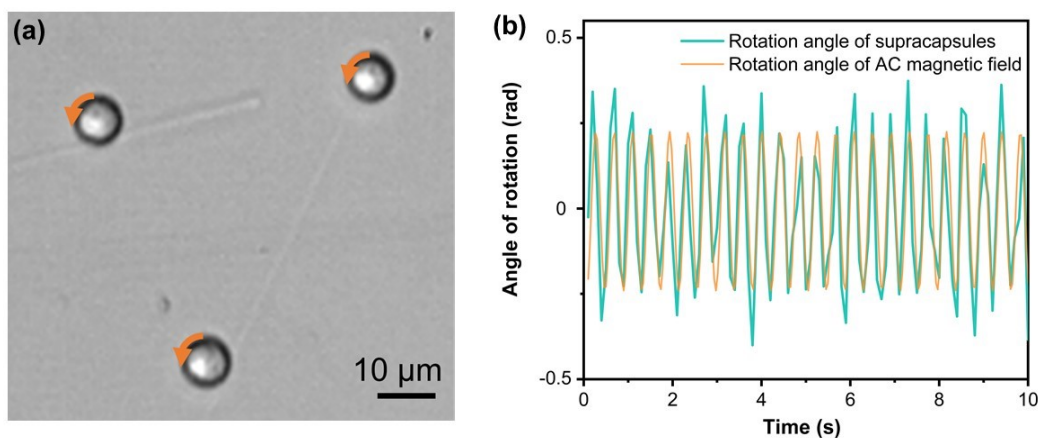 (a)
10 μm
(b)
Rotation angle of supracapsules
Rotation angle of AC magnetic field
Angle of rotation (rad)
0.5
0
-0.5
0 2 4 6 8 10
Time (s)